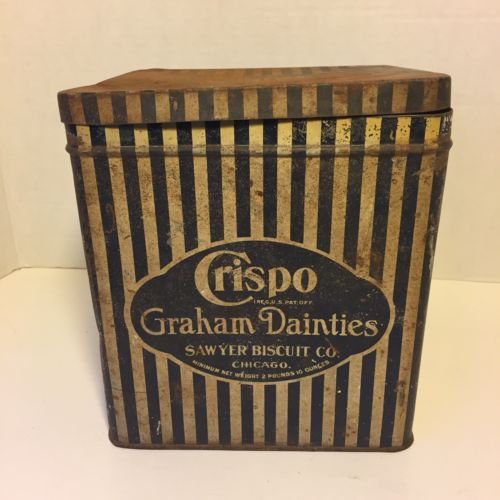 Crispo
REG. U.S. PAT. OFF.
Graham Dainties
SAWYER BISCUIT CO.
CHICAGO.
MINIMUM NET WEIGHT 2 POUNDS 10 OUNCES.